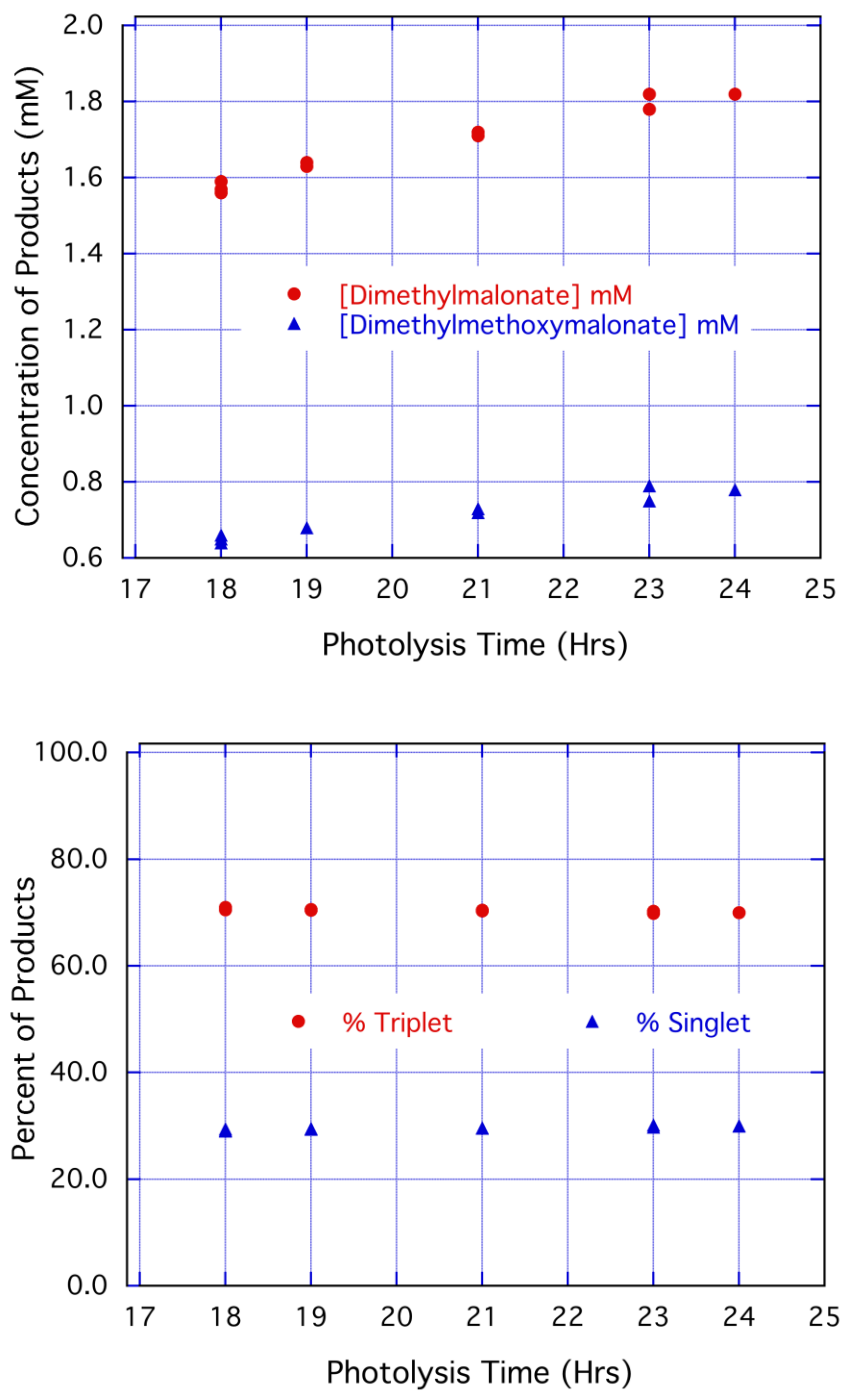 Concentration of Products (mM)
2.0
1.8
1.6
1.4
1.2
1.0
0.8
0.6
[Dimethylmalonate] mM
[Dimethylmethoxymalonate] mM
17 18 19 20 21 22 23 24 25
Photolysis Time (Hrs)
Percent of Products
100.0
80.0
60.0
40.0
20.0
0.0
% Triplet % Singlet
17 18 19 20 21 22 23 24 25
Photolysis Time (Hrs)